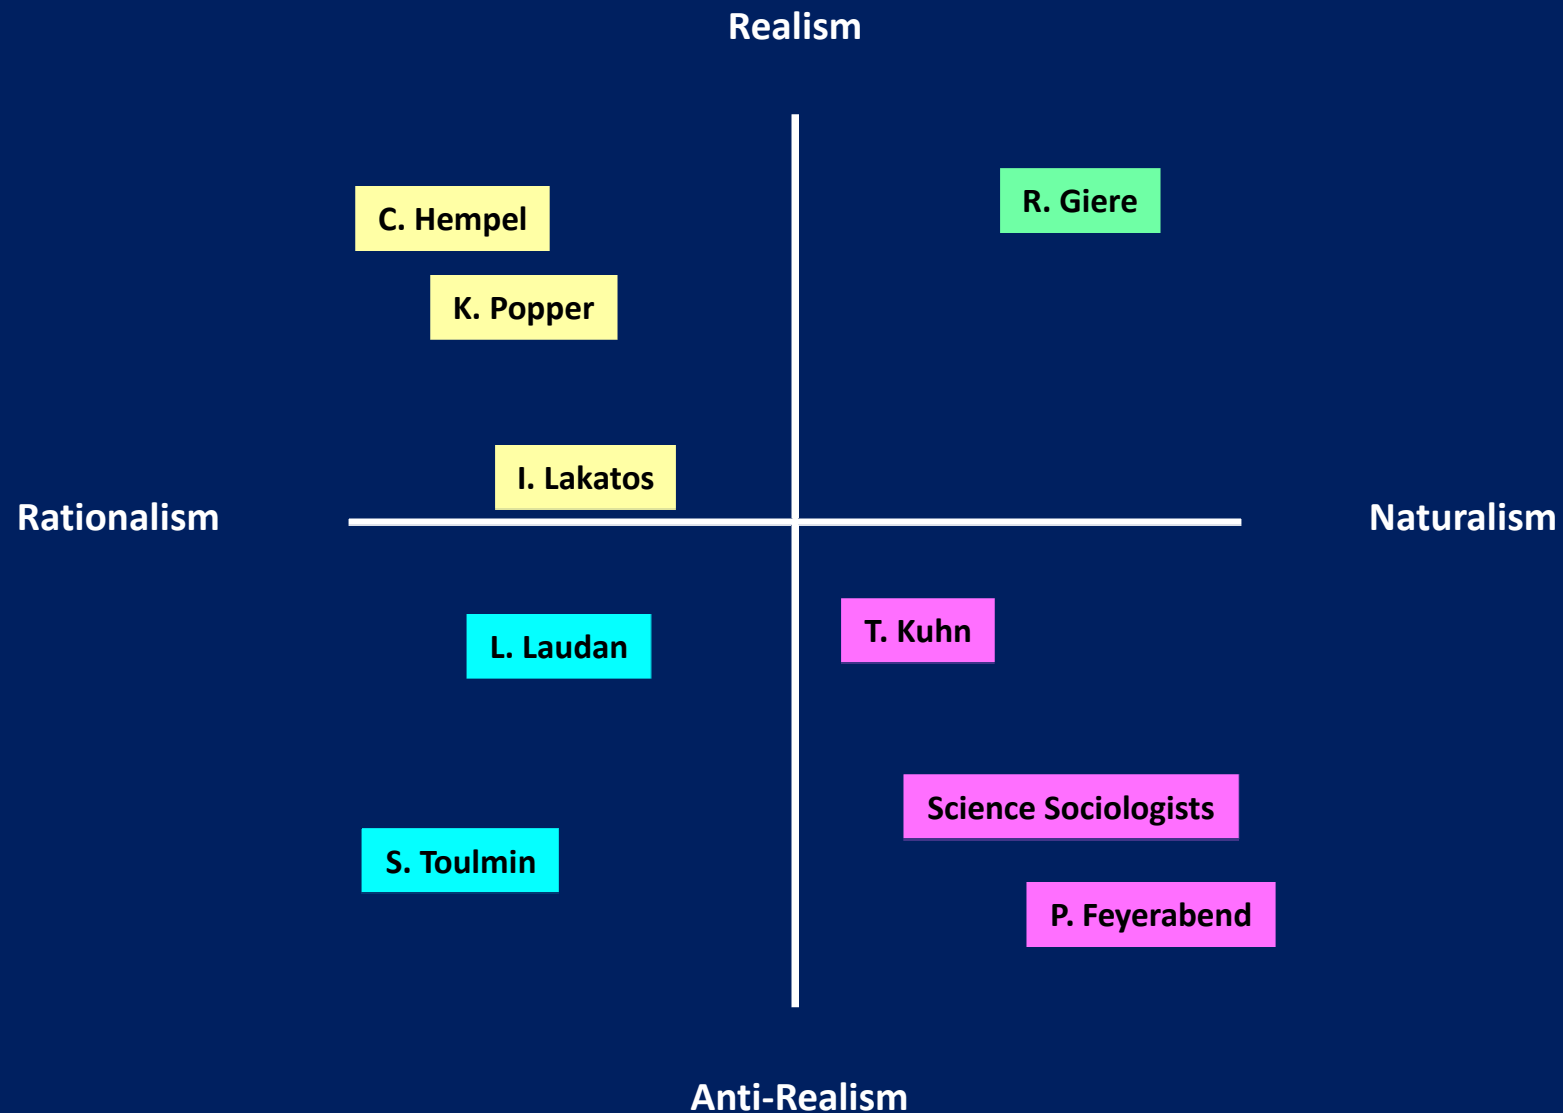 Realism
R. Giere
C. Hempel
K. Popper
I. Lakatos
Rationalism
Naturalism
T. Kuhn
L. Laudan
Science Sociologists
S. Toulmin
P. Feyerabend
Anti-Realism